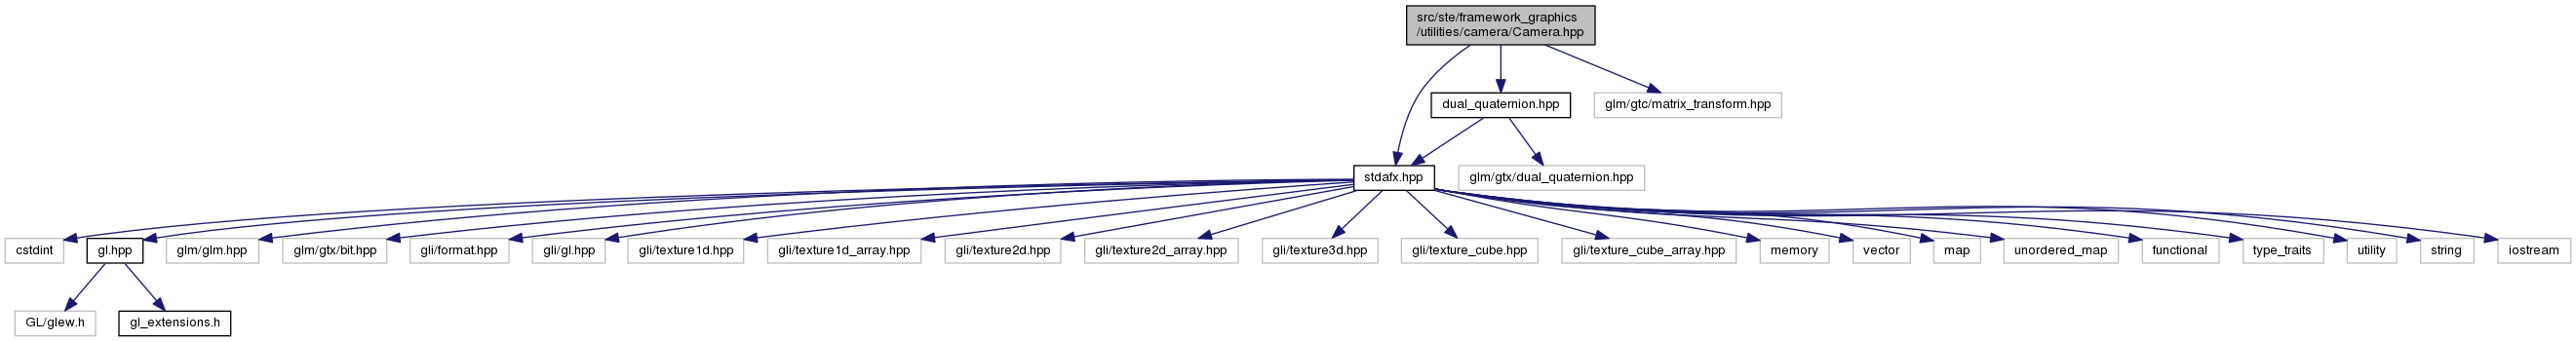 src/ste/framework_graphics
/utilities/camera/Camera.hpp
dual_quaternion.hpp
glm/gtc/matrix_transform.hpp
stdafx.hpp
glm/gtx/dual_quaternion.hpp
cstdint
gl.hpp
glm/glm.hpp
glm/gtx/bit.hpp
gli/format.hpp
gli/gl.hpp
gli/texture1d.hpp
gli/texture1d_array.hpp
gli/texture2d.hpp
gli/texture2d_array.hpp
gli/texture3d.hpp
gli/texture_cube.hpp
gli/texture_cube_array.hpp
memory
vector
map
unordered_map
functional
type_traits
utility
string
iostream
GL/glew.h
gl_extensions.h